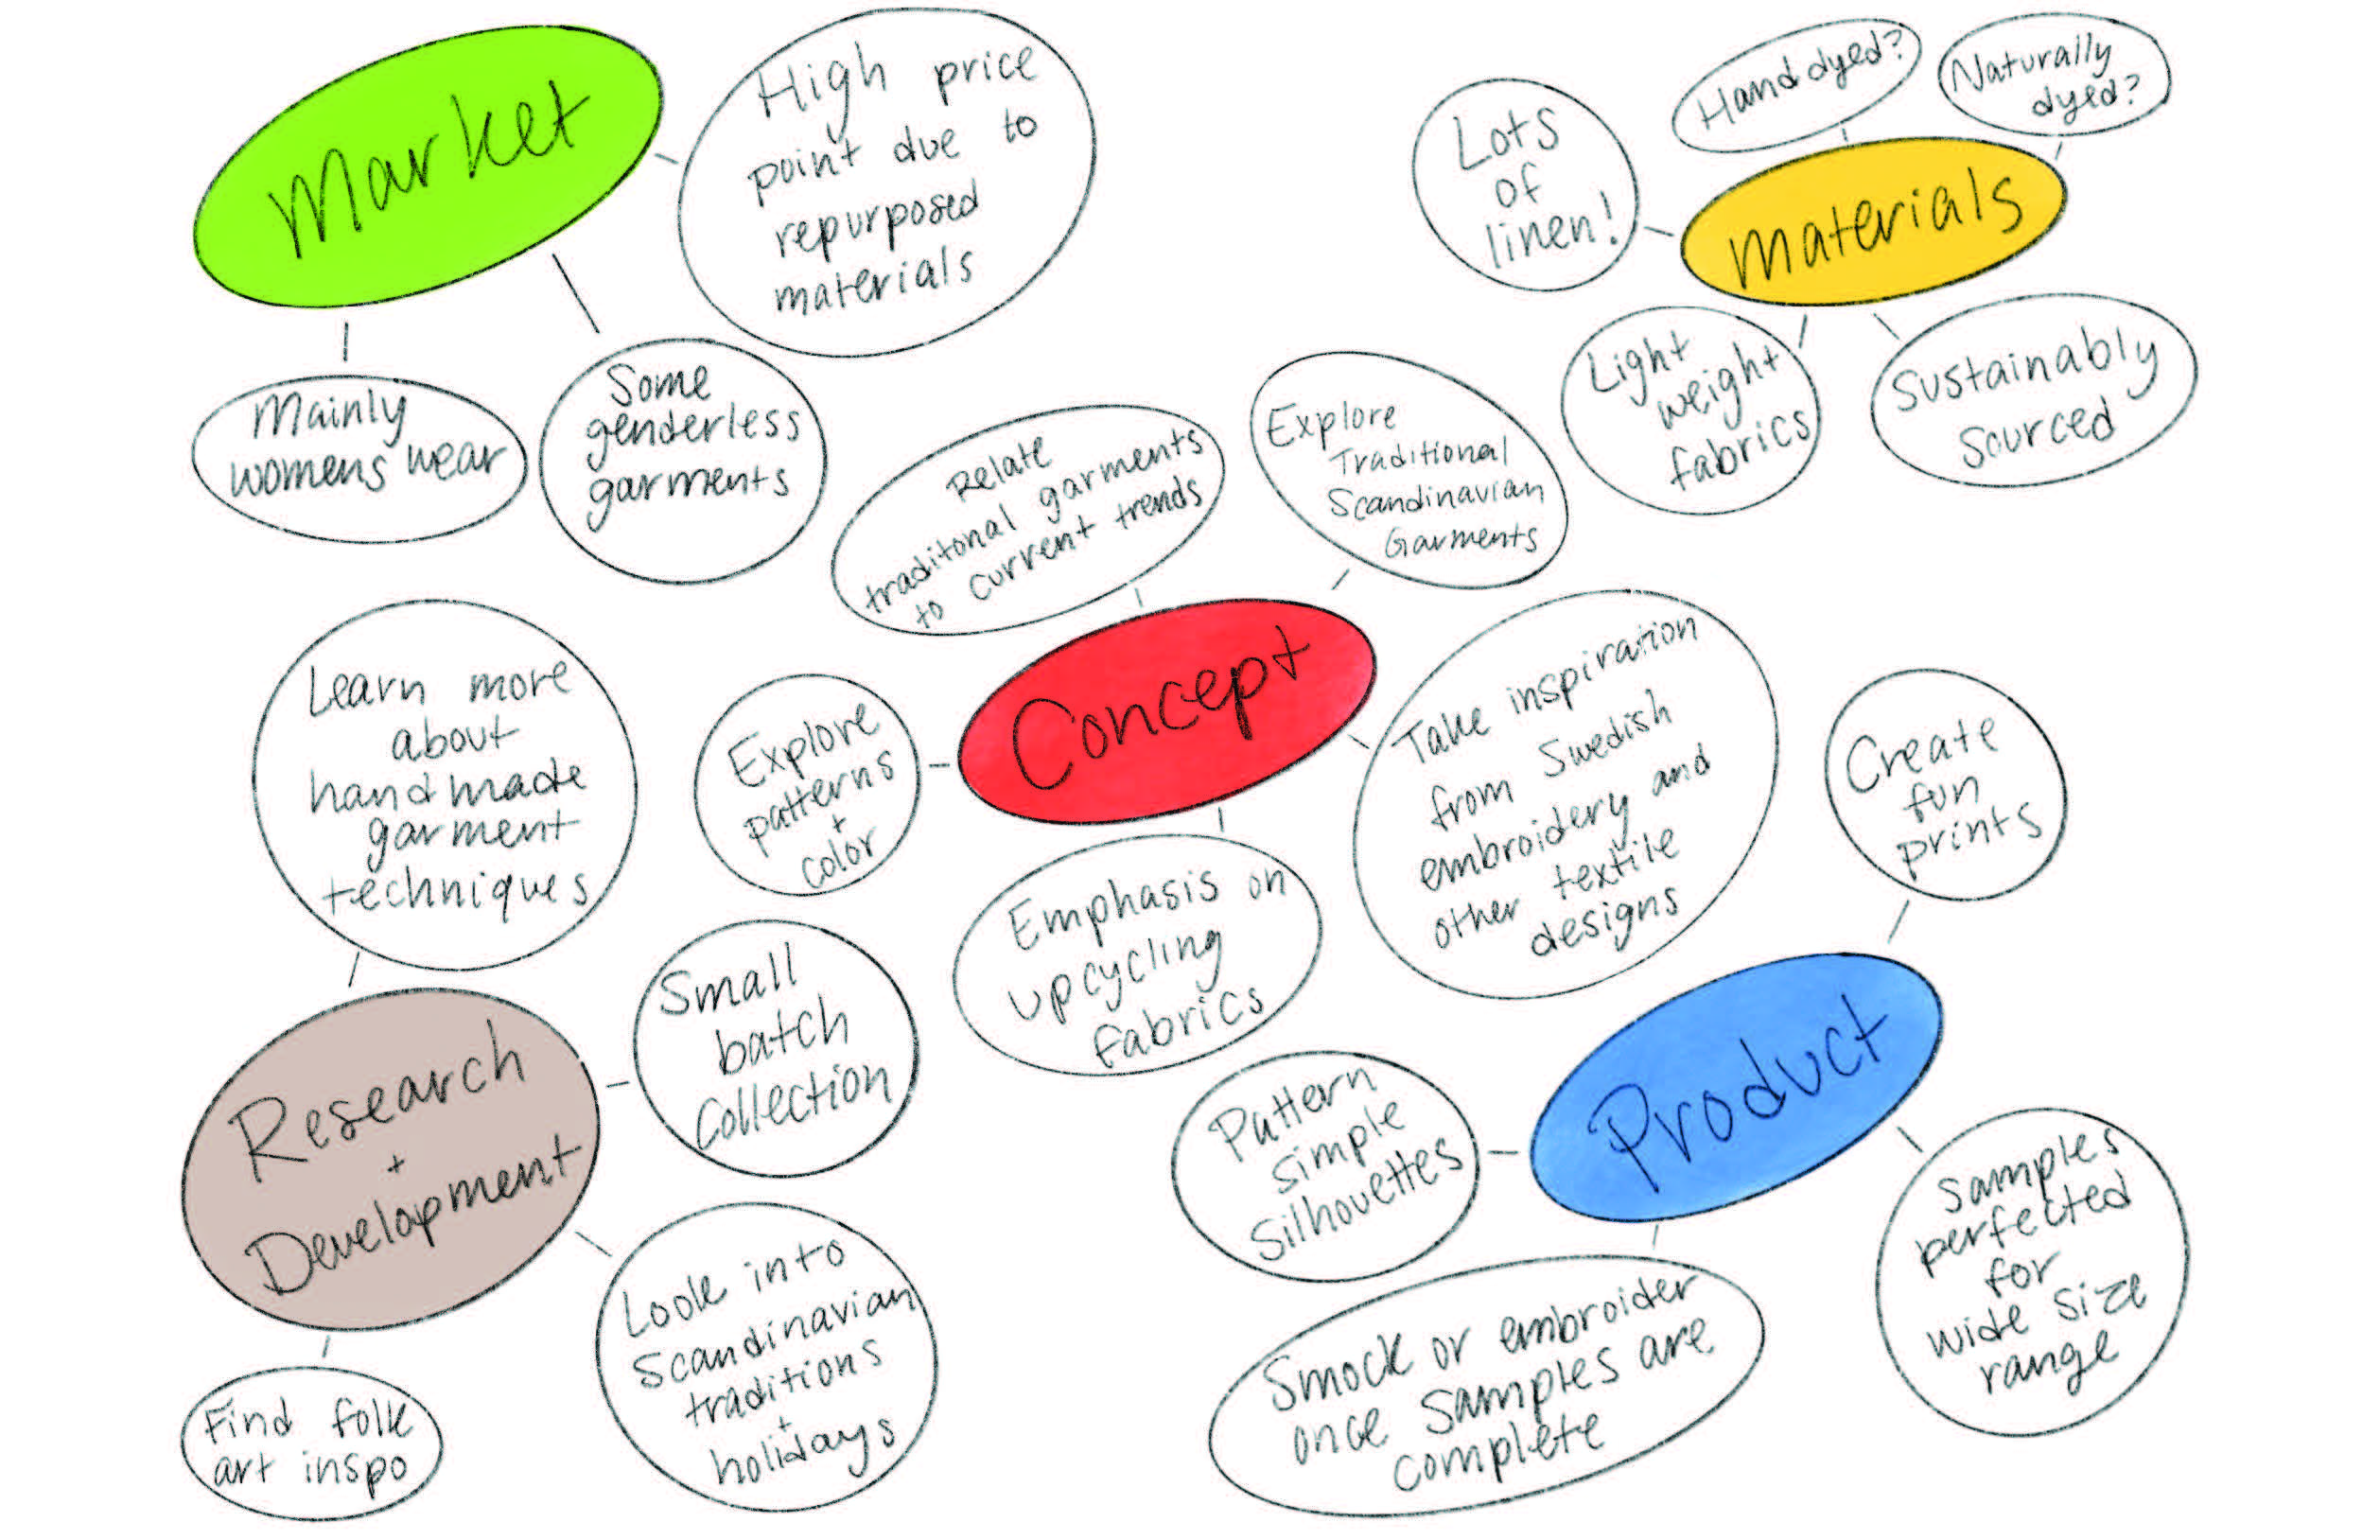 Market
High price
point due to
repurposed
materials
Mainly
womens wear
Some
genderless
garments
Materials
Hand dyed?
Naturally
dyed?
Lots
of
linen!
Light
weight
fabrics
Sustainably
Sourced
Concept
Relate
traditonal garments
to current trends
Explore
Traditional
Scandinavian
Garments
Explore
patterns
+
color
Take inspiration
from Swedish
embroidery and
other textile
designs
Emphasis on
upcycling
fabrics
Research
+
Development
Learn more
about
handmade
garment
techniques
Small
batch
Collection
Look into
Scandinavian
traditions
+
holidays
Find folk
art inspo
Product
Create
fun
prints
Pattern
simple
Silhouettes
Samples
perfected
for
wide size
range
Smock or embroider
once samples are
complete